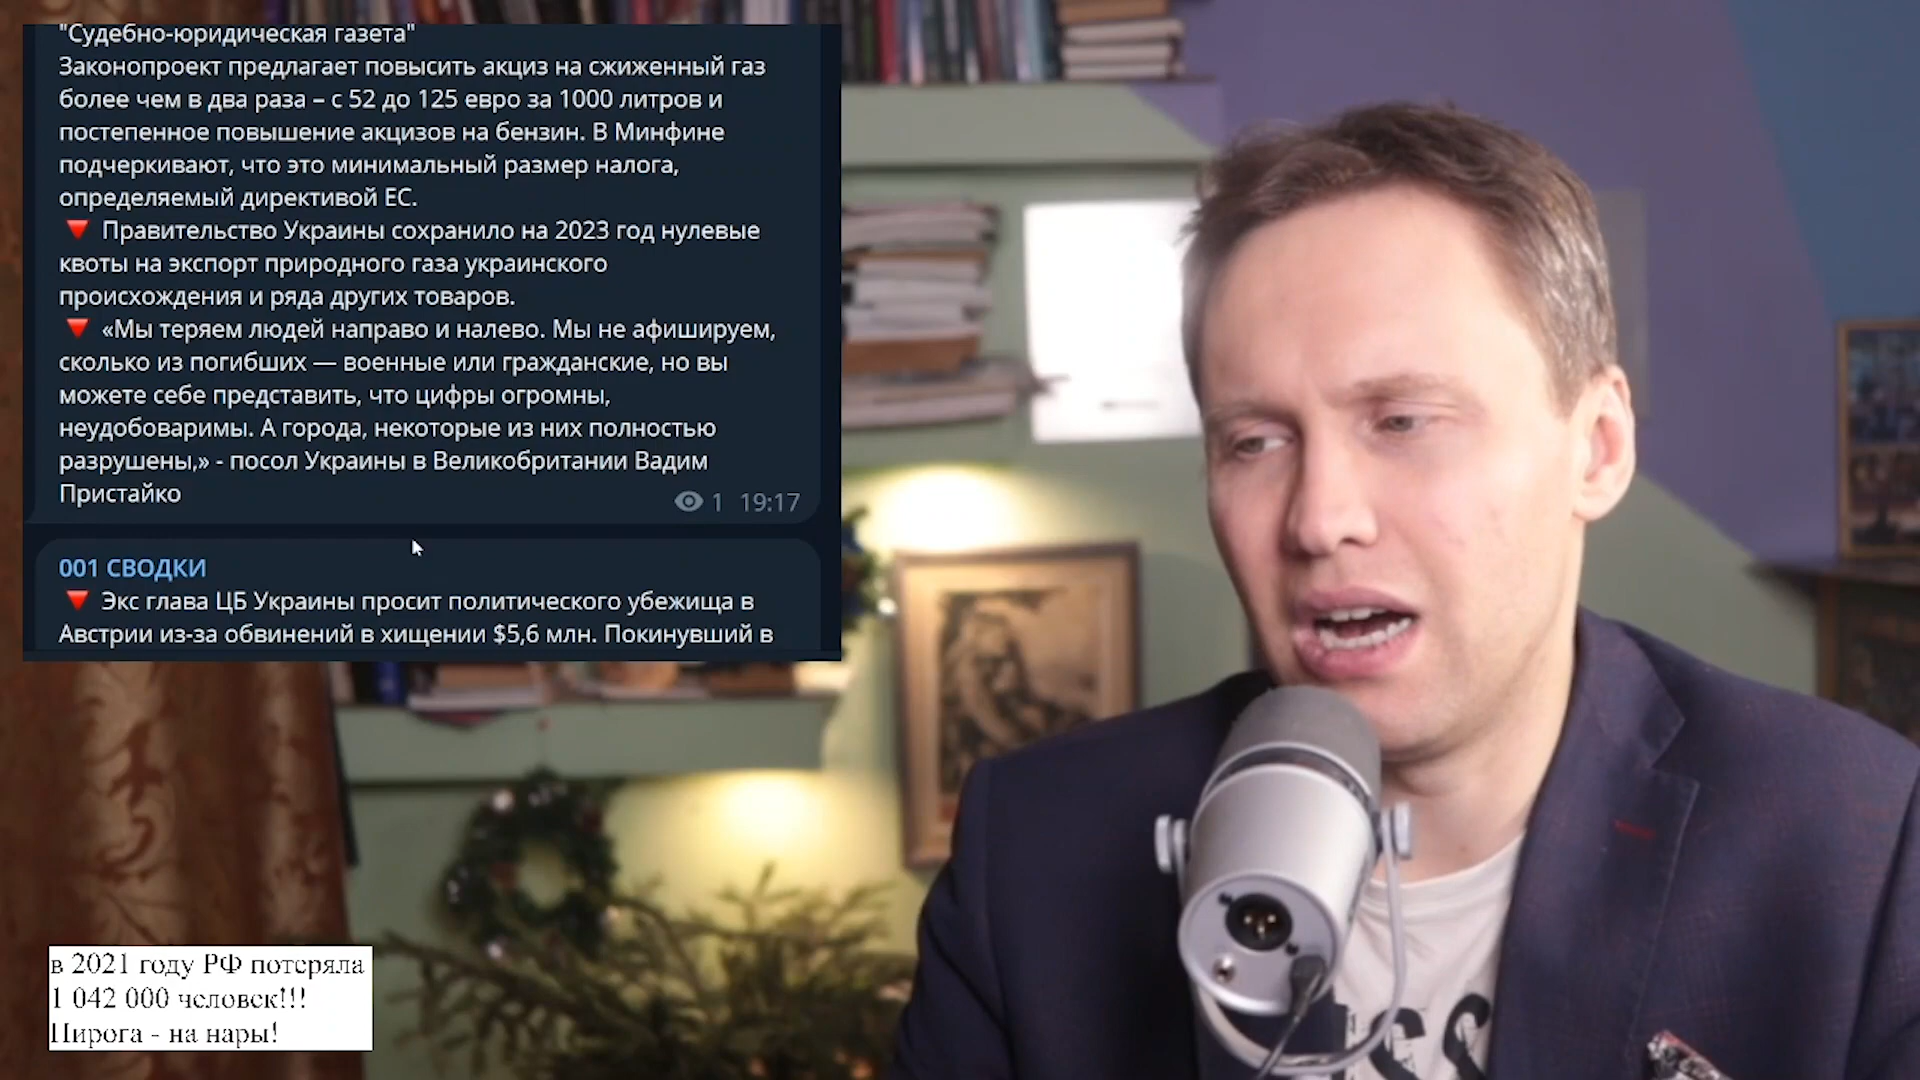 "Судебно-юридическая газета"
Законопроект предлагает повысить акциз на сжиженный газ
более чем в два раза – с 52 до 125 евро за 1000 литров и
постепенное повышение акцизов на бензин. В Минфине
подчеркивают, что это минимальный размер налога,
определяемый директивой ЕС.
🔻 Правительство Украины сохранило на 2023 год нулевые
квоты на экспорт природного газа украинского
происхождения и ряда других товаров.
🔻 «Мы теряем людей направо и налево. Мы не афишируем,
сколько из погибших — военные или гражданские, но вы
можете себе представить, что цифры огромны,
неудобоваримы. А города, некоторые из них полностью
разрушены,» - посол Украины в Великобритании Вадим
Пристайко
1 19:17
001 СВОДКИ
🔻 Экс глава ЦБ Украины просит политического убежища в
Австрии из-за обвинений в хищении $5,6 млн. Покинувший в
в 2021 году РФ потеряла
1 042 000 человек!!!
Пирога - на нары!